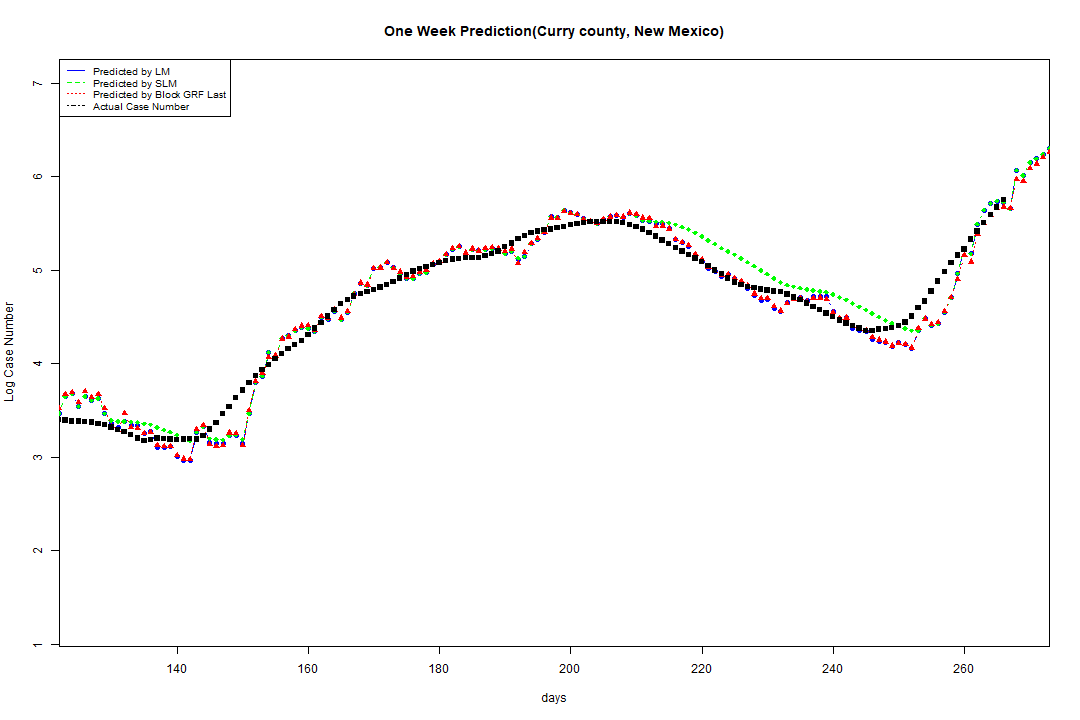 One Week Prediction(Curry county, New Mexico)
Predicted by LM
Predicted by SLM
Predicted by Block GRF Last
Actual Case Number
7
6
5
4
3
2
1
Log Case Number
140 160 180 200 220 240 260
days